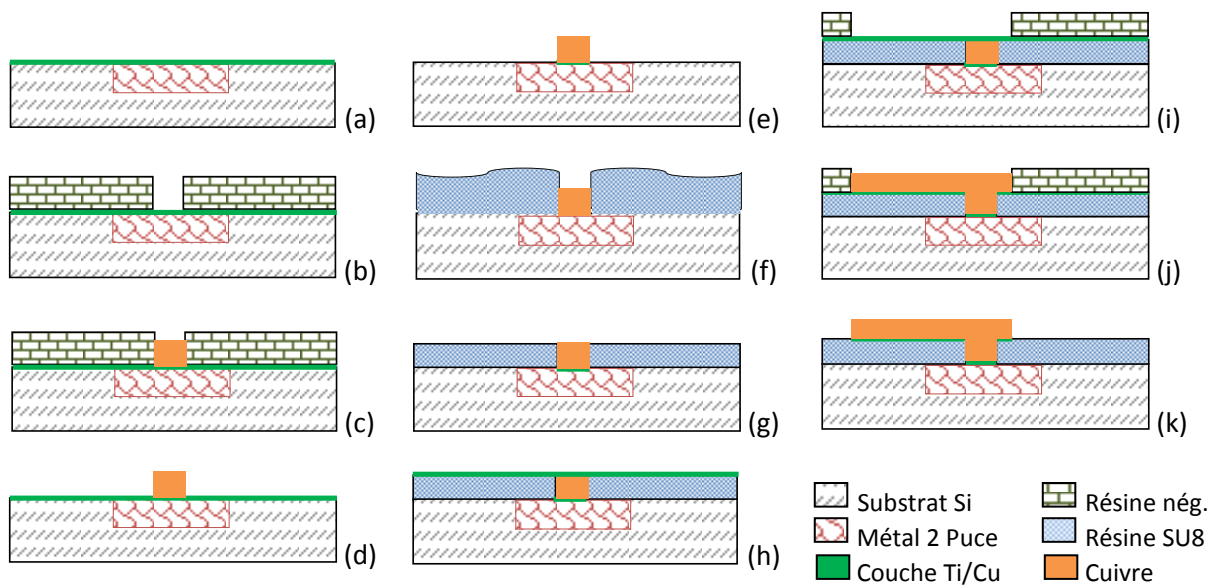 (a)
(b)
(c)
(d)
(e)
(f)
(g)
(h)
(i)
(j)
(k)
Substrat Si
Résine nég.
Métal 2 Puce
Résine SU8
Couche Ti/Cu
Cuivre